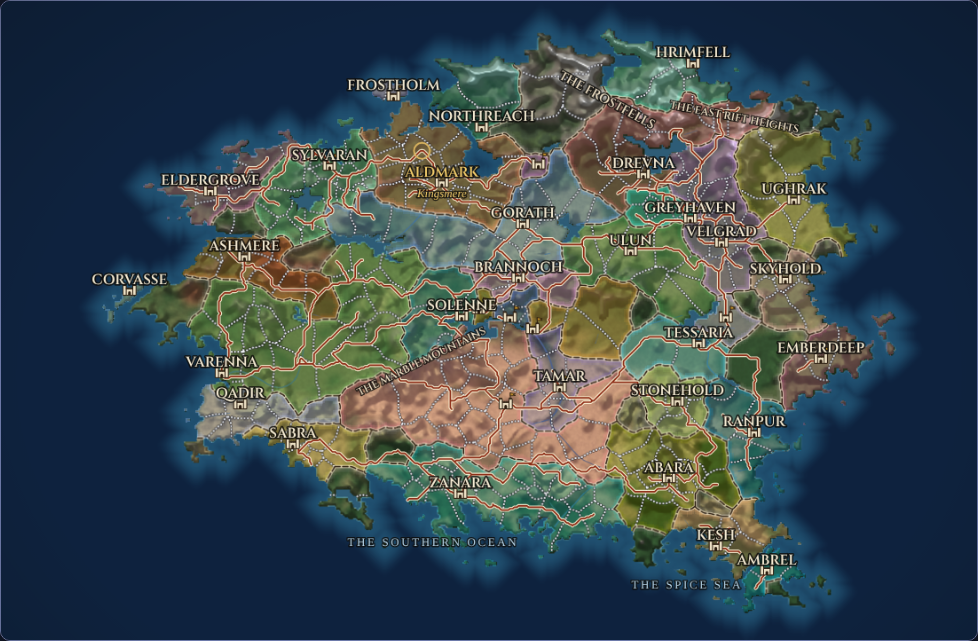 HRIMFELL
FROSTHOLM
THE FROSTFELLS
THE EAST RIFT HEIGHTS
NORTHREACH
SYLVARAN
ELDERGROVE
ALDMARK
Kingsmere
DREVNA
UGHRAK
GREYHAVEN
GORATH
VELGRAD
ULUN
ASHMERE
BRANNOCH
SKYHOLD
CORVASSE
SOLENNE
TESSARIA
EMBERDEEP
THE MARBLE MOUNTAINS
VARENNA
TAMAR
STONEHOLD
QADIR
RANPUR
SABRA
ABARA
ZANARA
KESH
THE SOUTHERN OCEAN
AMBREL
THE SPICE SEA